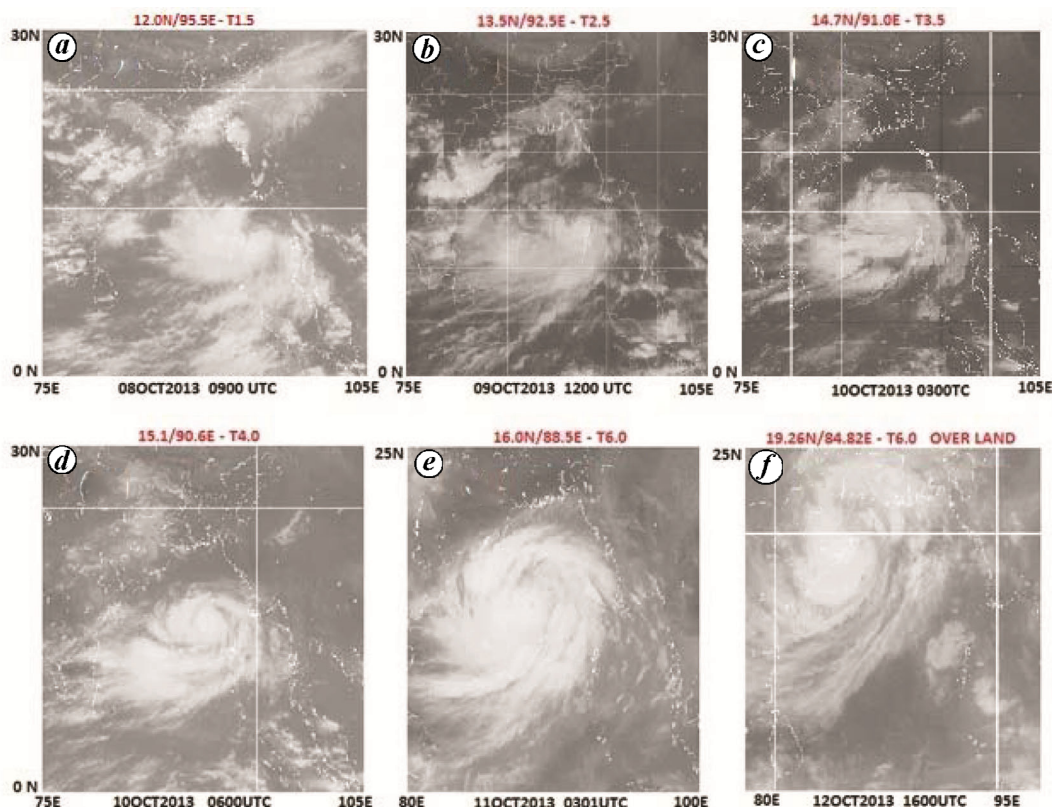 12.0N/95.5E - T1.5
30N
a
0 N
75E
08OCT2013 0900 UTC
105E
13.5N/92.5E - T2.5
30N
b
0 N
75E
09OCT2013 1200 UTC
105E
14.7N/91.0E - T3.5
30N
c
0 N
75E
10OCT2013 0300TC
105E
15.1/90.6E - T4.0
30N
d
0 N
75E
10OCT2013 0600UTC
105E
16.0N/88.5E - T6.0
25N
e
80E
11OCT2013 0301UTC
100E
19.26N/84.82E - T6.0 OVER LAND
25N
f
0 N
80E
12OCT2013 1600UTC
95E